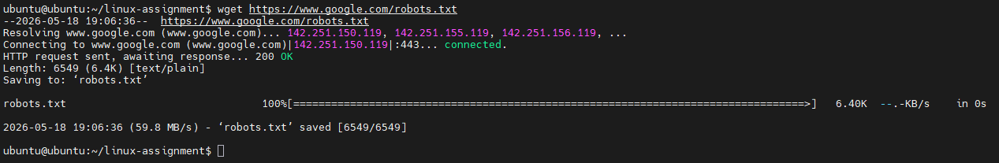 ubuntu@ubuntu:~/linux-assignment$ wget https://www.google.com/robots.txt
--2026-05-18 19:06:36--  https://www.google.com/robots.txt
Resolving www.google.com (www.google.com)... 142.251.150.119, 142.251.155.119, 142.251.156.119, ...
Connecting to www.google.com (www.google.com)|142.251.150.119|:443... connected.
HTTP request sent, awaiting response... 200 OK
Length: 6549 (6.4K) [text/plain]
Saving to: ‘robots.txt’
robots.txt 100%[=================================================================================>] 6.40K --.-KB/s in 0s
2026-05-18 19:06:36 (59.8 MB/s) - ‘robots.txt’ saved [6549/6549]
ubuntu@ubuntu:~/linux-assignment$